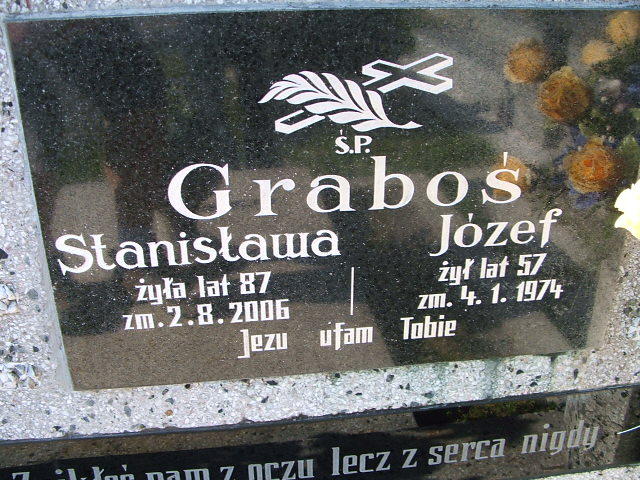 Ś.P.
Graboś
Stanisława
żyła lat 87
zm. 2. 8. 2006
Józef
żył lat 57
zm. 4. 1. 1974
Jezu ufam Tobie
nam z oczu lecz z serca nigdy